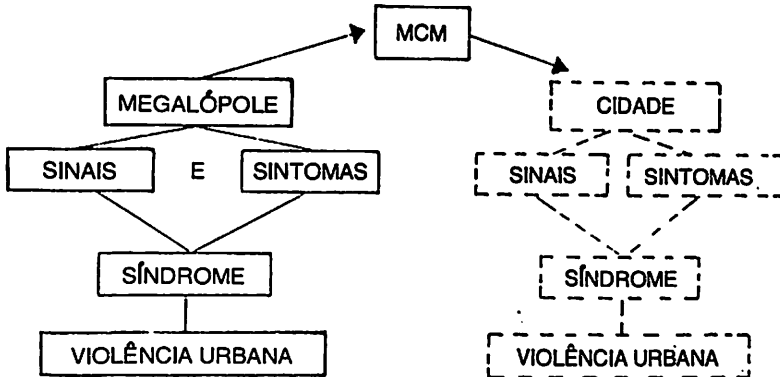 MCM
MEGALÓPOLE
CIDADE
SINAIS E SINTOMAS
SINAIS SINTOMAS
SÍNDROME
SÍNDROME
VIOLÊNCIA URBANA
VIOLÊNCIA URBANA